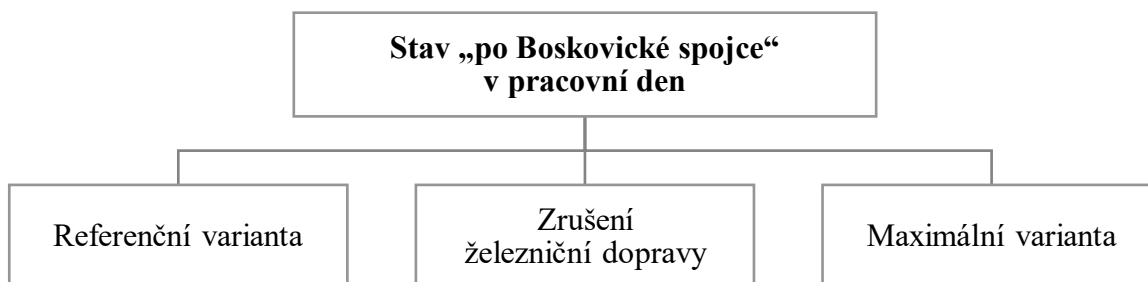 Stav „po Boskovické spojce“
v pracovní den
Referenční varianta
Zrušení
železniční dopravy
Maximální varianta